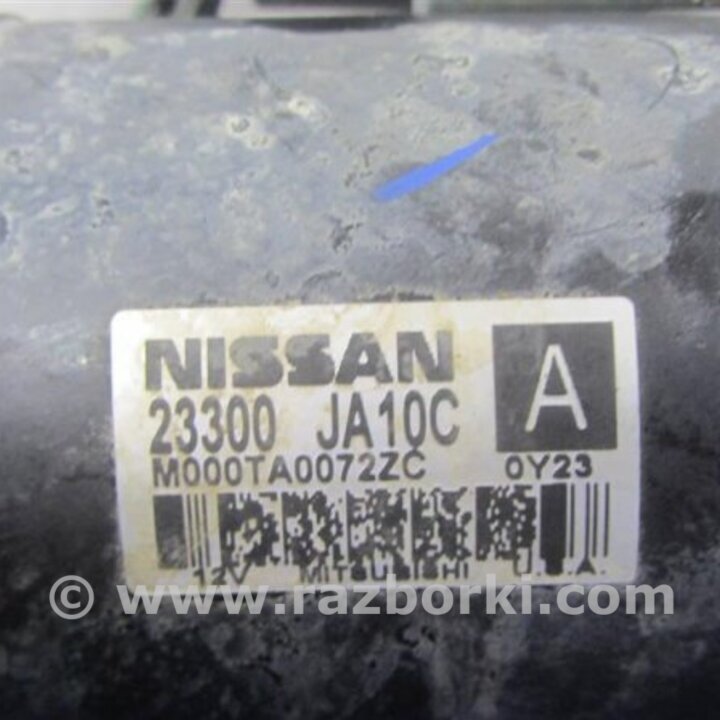 NISSAN
A
23300 JA10C
M000TA0072ZC 0Y23
12V MITSUBISHI U.S.A.
© www.razborki.com